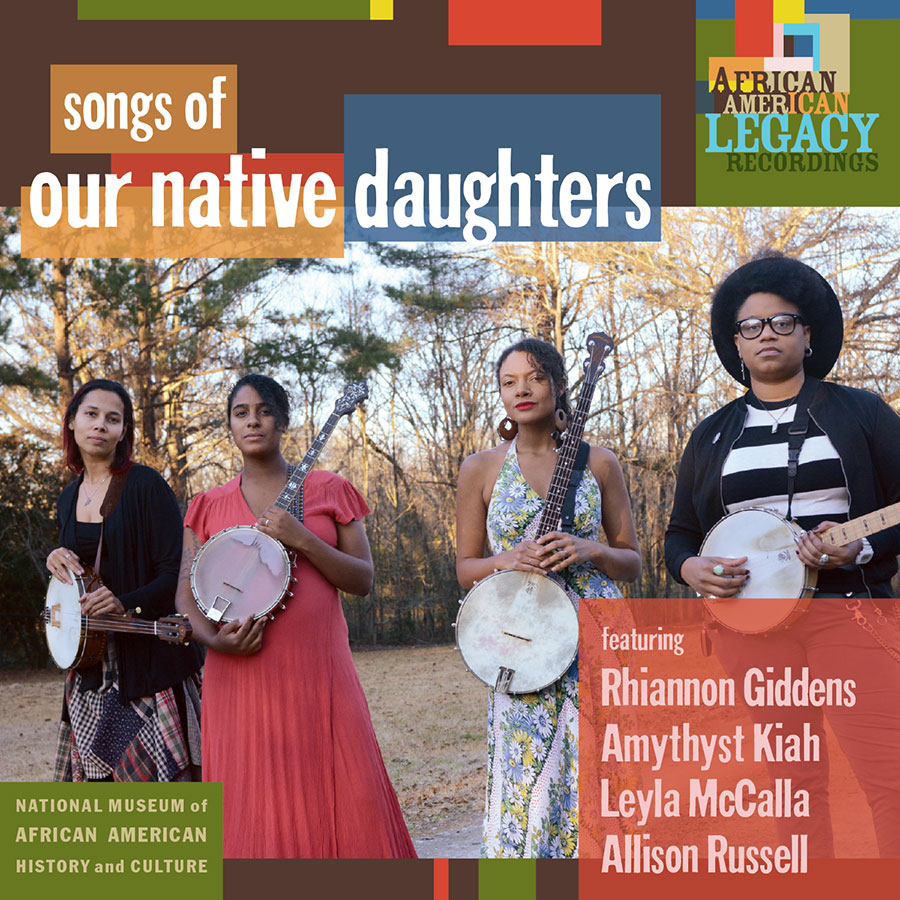 songs of
our native daughters
AFRICAN
AMERICAN
LEGACY
RECORDINGS
featuring
Rhiannon Giddens
Amythyst Kiah
Leyla McCalla
Allison Russell
NATIONAL MUSEUM of
AFRICAN AMERICAN
HISTORY and CULTURE